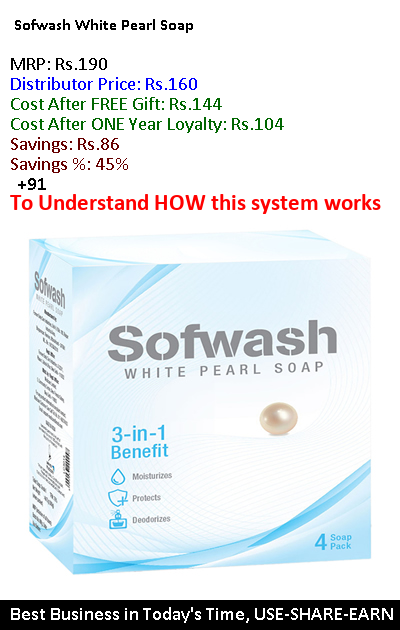 Sofwash White Pearl Soap
MRP: Rs.190
Distributor Price: Rs.160
Cost After FREE Gift: Rs.144
Cost After ONE Year Loyalty: Rs.104
Savings: Rs.86
Savings %: 45%
+91
To Understand HOW this system works
Sofwash
WHITE PEARL SOAP
Sofwash
WHITE PEARL SOAP
3-in-1
Benefit
Moisturizes
Protects
Deodorizes
4 Soap
Pack
Best Business in Today's Time, USE-SHARE-EARN